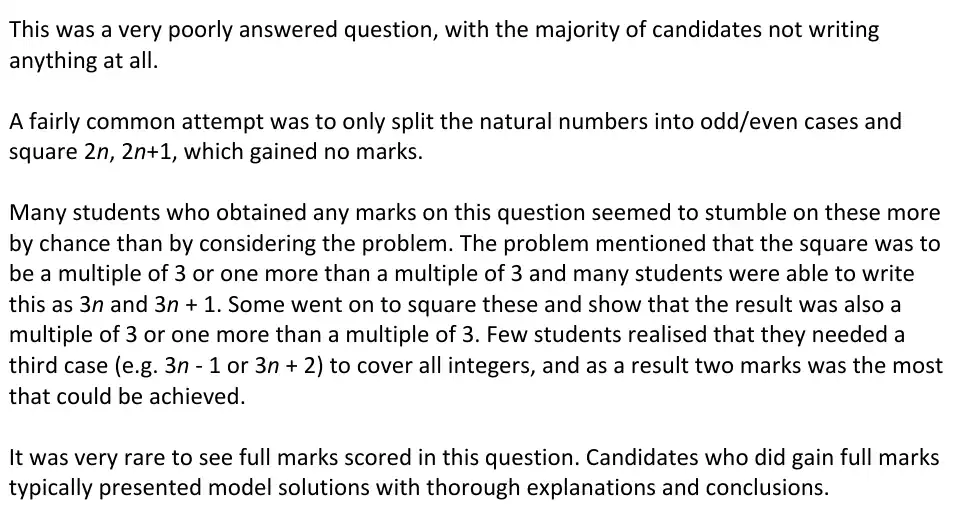 This was a very poorly answered question, with the majority of candidates not writing
anything at all.
A fairly common attempt was to only split the natural numbers into odd/even cases and
square 2n, 2n+1, which gained no marks.
Many students who obtained any marks on this question seemed to stumble on these more
by chance than by considering the problem. The problem mentioned that the square was to
be a multiple of 3 or one more than a multiple of 3 and many students were able to write
this as 3n and 3n + 1. Some went on to square these and show that the result was also a
multiple of 3 or one more than a multiple of 3. Few students realised that they needed a
third case (e.g. 3n - 1 or 3n + 2) to cover all integers, and as a result two marks was the most
that could be achieved.
It was very rare to see full marks scored in this question. Candidates who did gain full marks
typically presented model solutions with thorough explanations and conclusions.